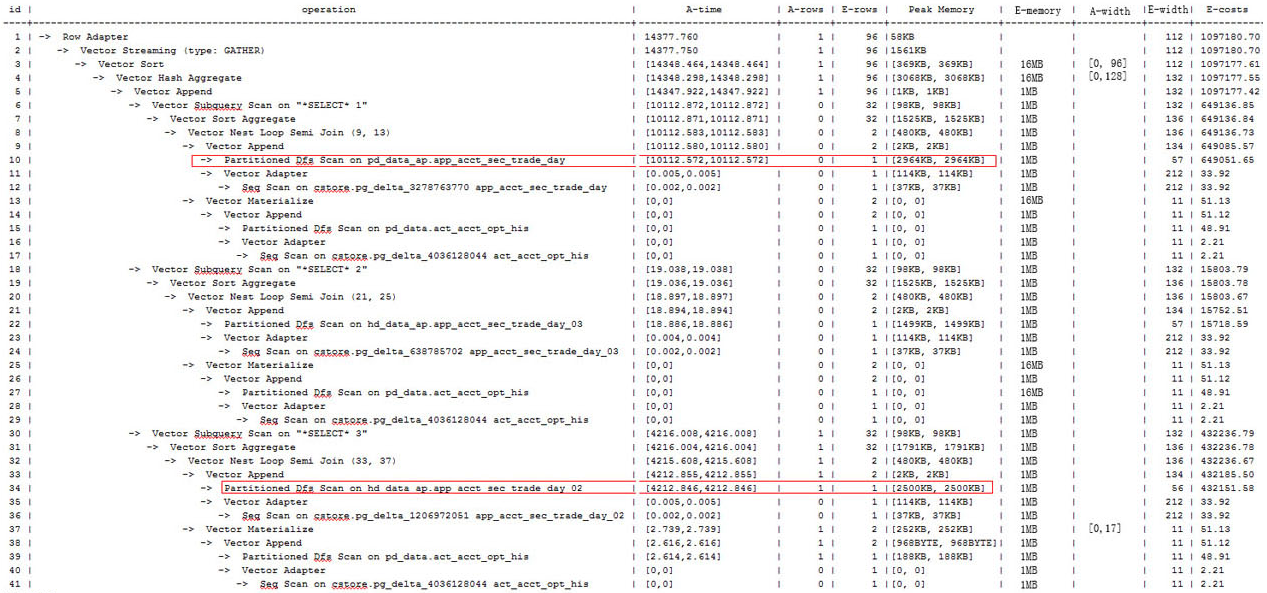 id | operation | A-time | A-rows | E-rows | Peak Memory | E-memory | A-width | E-width| E-costs
1 | -> Row Adapter | 14377.760 | 1 | 96 |58KB | | | 112 | 1097180.70
2 | -> Vector Streaming (type: GATHER) | 14377.750 | 1 | 96 |1561KB | | | 112 | 1097180.70
3 | -> Vector Sort | [14348.464,14348.464]| 1 | 96 |[369KB, 369KB] | 16MB | [0, 96] | 112 | 1097177.61
4 | -> Vector Hash Aggregate | [14348.298,14348.298]| 1 | 96 |[3068KB, 3068KB] | 16MB | [0,128] | 132 | 1097177.55
5 | -> Vector Append | [14347.922,14347.922]| 1 | 96 |[1KB, 1KB] | 1MB | | 132 | 1097177.42
6 | -> Vector Subquery Scan on "*SELECT* 1" | [10112.872,10112.872]| 0 | 32 |[98KB, 98KB] | 1MB | | 132 | 649136.85
7 | -> Vector Sort Aggregate | [10112.871,10112.871]| 0 | 32 |[1525KB, 1525KB] | 1MB | | 136 | 649136.84
8 | -> Vector Nest Loop Semi Join (9, 13) | [10112.583,10112.583]| 0 | 2 |[480KB, 480KB] | 1MB | | 136 | 649136.73
9 | -> Vector Append | [10112.580,10112.580]| 0 | 2 |[2KB, 2KB] | 1MB | | 134 | 649085.57
10 | -> Partitioned Dfs Scan on pd_data_ap.app_acct_sec_trade_day | [10112.572,10112.572]| 0 | 1 |[2964KB, 2964KB] | 1MB | | 57 | 649051.65
11 | -> Vector Adapter | [0.005,0.005] | 0 | 1 |[114KB, 114KB] | 1MB | | 212 | 33.92
12 | -> Seq Scan on cstore.pg_delta_3278763770 app_acct_sec_trade_day | [0.002,0.002] | 0 | 1 |[37KB, 37KB] | 1MB | | 212 | 33.92
13 | -> Vector Materialize | [0,0] | 0 | 2 |[0, 0] | 16MB | | 11 | 51.13
14 | -> Vector Append | [0,0] | 0 | 2 |[0, 0] | 1MB | | 11 | 51.12
15 | -> Partitioned Dfs Scan on pd_data.act_acct_opt_his | [0,0] | 0 | 1 |[0, 0] | 1MB | | 11 | 48.91
16 | -> Vector Adapter | [0,0] | 0 | 1 |[0, 0] | 1MB | | 11 | 2.21
17 | -> Seq Scan on cstore.pg_delta_4036128044 act_acct_opt_his | [0,0] | 0 | 1 |[0, 0] | 1MB | | 11 | 2.21
18 | -> Vector Subquery Scan on "*SELECT* 2" | [19.038,19.038] | 0 | 32 |[98KB, 98KB] | 1MB | | 132 | 15803.79
19 | -> Vector Sort Aggregate | [19.036,19.036] | 0 | 32 |[1525KB, 1525KB] | 1MB | | 136 | 15803.78
20 | -> Vector Nest Loop Semi Join (21, 25) | [18.897,18.897] | 0 | 2 |[480KB, 480KB] | 1MB | | 136 | 15803.67
21 | -> Vector Append | [18.894,18.894] | 0 | 2 |[2KB, 2KB] | 1MB | | 134 | 15752.51
22 | -> Partitioned Dfs Scan on hd_data_ap.app_acct_sec_trade_day_03 | [18.886,18.886] | 0 | 1 |[1499KB, 1499KB] | 1MB | | 57 | 15718.59
23 | -> Vector Adapter | [0.004,0.004] | 0 | 1 |[114KB, 114KB] | 1MB | | 212 | 33.92
24 | -> Seq Scan on cstore.pg_delta_638785702 app_acct_sec_trade_day_03 | [0.002,0.002] | 0 | 1 |[37KB, 37KB] | 1MB | | 212 | 33.92
25 | -> Vector Materialize | [0,0] | 0 | 2 |[0, 0] | 16MB | | 11 | 51.13
26 | -> Vector Append | [0,0] | 0 | 2 |[0, 0] | 1MB | | 11 | 51.12
27 | -> Partitioned Dfs Scan on pd_data.act_acct_opt_his | [0,0] | 0 | 1 |[0, 0] | 16MB | | 11 | 48.91
28 | -> Vector Adapter | [0,0] | 0 | 1 |[0, 0] | 1MB | | 11 | 2.21
29 | -> Seq Scan on cstore.pg_delta_4036128044 act_acct_opt_his | [0,0] | 0 | 1 |[0, 0] | 1MB | | 11 | 2.21
30 | -> Vector Subquery Scan on "*SELECT* 3" | [4216.008,4216.008] | 1 | 32 |[98KB, 98KB] | 1MB | | 132 | 432236.79
31 | -> Vector Sort Aggregate | [4216.004,4216.004] | 1 | 32 |[1791KB, 1791KB] | 1MB | | 136 | 432236.78
32 | -> Vector Nest Loop Semi Join (33, 37) | [4215.608,4215.608] | 1 | 2 |[480KB, 480KB] | 1MB | | 136 | 432236.67
33 | -> Vector Append | [4212.855,4212.855] | 1 | 2 |[2KB, 2KB] | 1MB | | 134 | 432185.50
34 | -> Partitioned Dfs Scan on hd_data_ap.app_acct_sec_trade_day_02 | [4212.846,4212.846] | 1 | 1 |[2500KB, 2500KB] | 1MB | | 56 | 432151.58
35 | -> Vector Adapter | [0.005,0.005] | 0 | 1 |[114KB, 114KB] | 1MB | | 212 | 33.92
36 | -> Seq Scan on cstore.pg_delta_1206972051 app_acct_sec_trade_day_02 | [0.002,0.002] | 0 | 1 |[37KB, 37KB] | 1MB | | 212 | 33.92
37 | -> Vector Materialize | [2.739,2.739] | 1 | 2 |[252KB, 252KB] | 1MB | [0,17] | 11 | 51.13
38 | -> Vector Append | [2.616,2.616] | 1 | 2 |[968BYTE, 968BYTE]| 1MB | | 11 | 51.12
39 | -> Partitioned Dfs Scan on pd_data.act_acct_opt_his | [2.614,2.614] | 1 | 1 |[188KB, 188KB] | 1MB | | 11 | 48.91
40 | -> Vector Adapter | [0,0] | 0 | 1 |[0, 0] | 1MB | | 11 | 2.21
41 | -> Seq Scan on cstore.pg_delta_4036128044 act_acct_opt_his | [0,0] | 0 | 1 |[0, 0] | 1MB | | 11 | 2.21